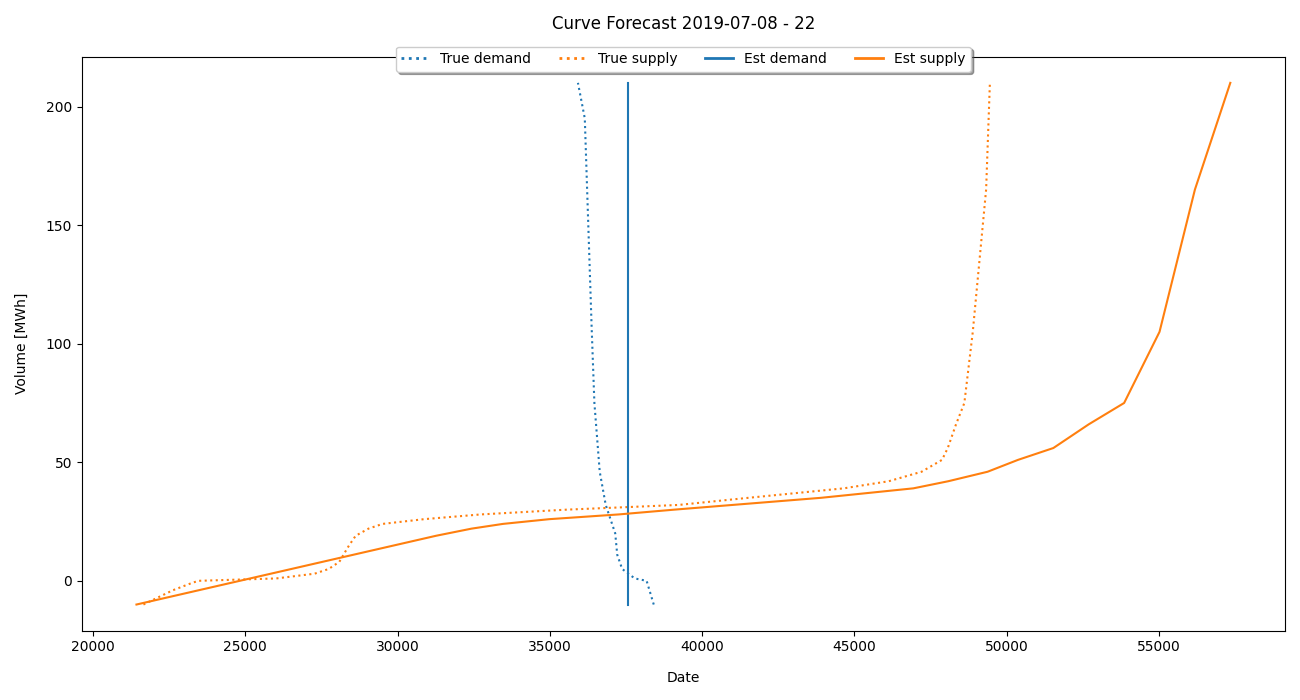 Curve Forecast 2019-07-08 - 22
True demand True supply Est demand Est supply
200
150
100
50
0
Volume [MWh]
20000 25000 30000 35000 40000 45000 50000 55000
Date